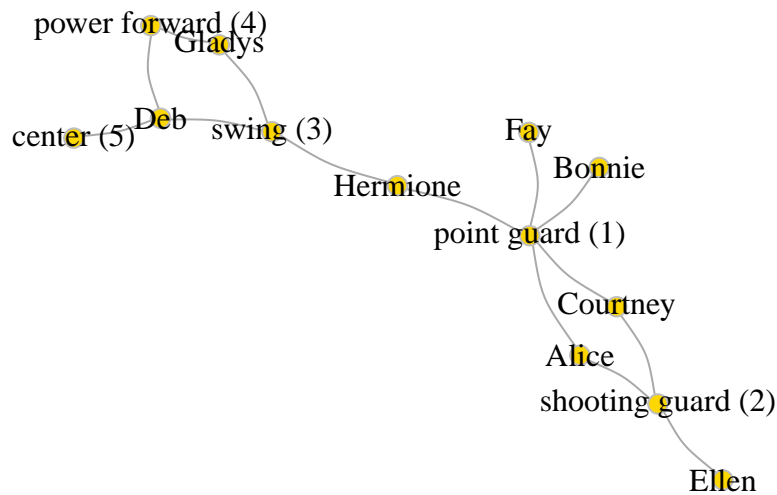 power forward (4)
Gladys
Deb
center (5)
swing (3)
Fay
Bonnie
Hermione
point guard (1)
Courtney
Alice
shooting guard (2)
Ellen